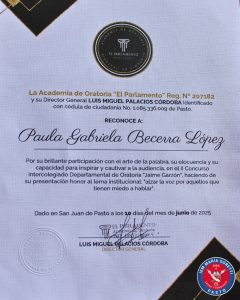 EL PARLAMENTO
La Academia de Oratoria "El Parlamento" Reg. N° 207182
y su Director General LUIS MIGUEL PALACIOS CÓRDOBA Identificado
con cédula de ciudadanía No. 1.085.336.009 de Pasto.
RECONOCE A:
Paula Gabriela Becerra López
Por su brillante participación con el arte de la palabra, su elocuencia y su
capacidad para inspirar y cautivar a la audiencia, en el II Concurso
Intercolegiado Departamental de Oratoria "Jaime Garzón", haciendo de
su presentación honor al lema institucional: "alzar la voz por aquellos que
tienen miedo a hablar".
Dado en San Juan de Pasto a los 10 días del mes de junio de 2025
LUIS MIGUEL PALACIOS CÓRDOBA
DIRECTOR GENERAL
PASTO